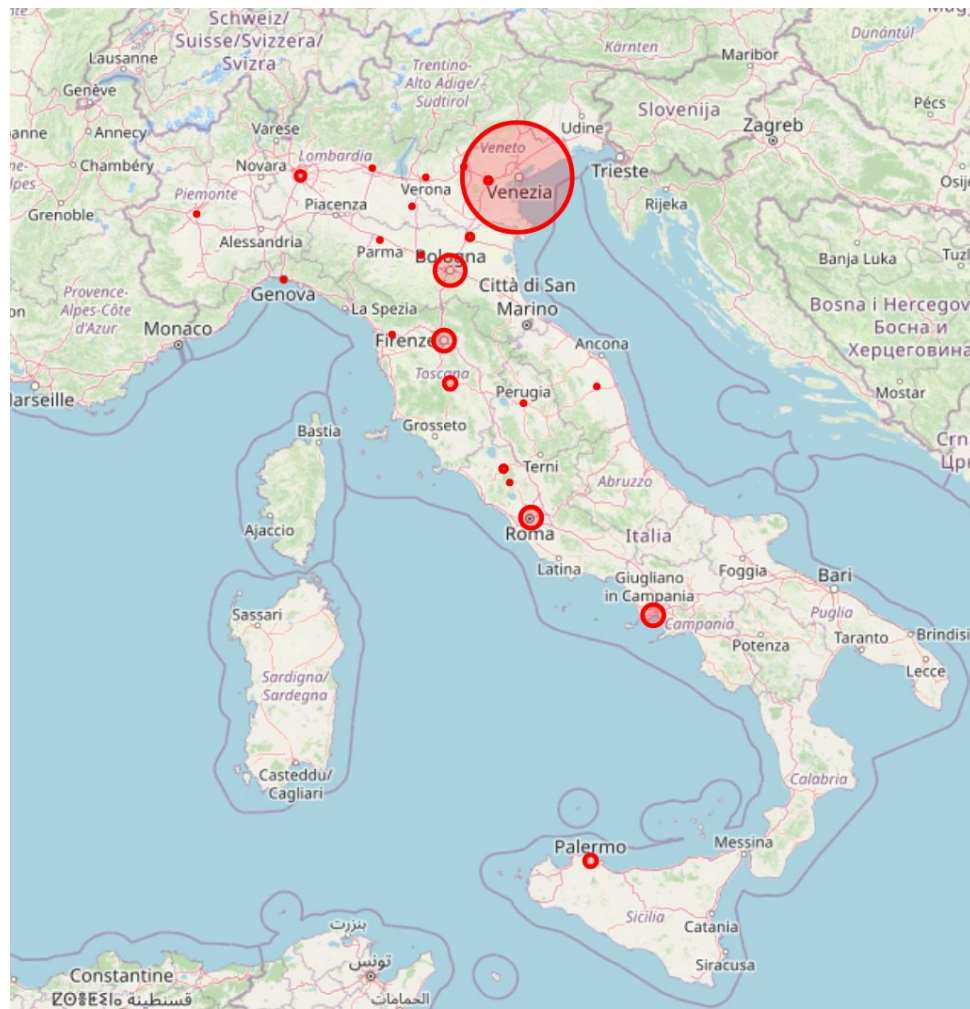 Schweiz/
Suisse/Svizzera/
Svizra
Lausanne
Genève
Annecy
Chambéry
Grenoble
Trentino-
Alto Adige/
Südtirol
Kärnten
Maribor
Dunántúl
Pécs
Slovenija
Zagreb
Udine
Trieste
Rijeka
Varese
Novara
Lombardia
Veneto
Venezia
Verona
Piemonte
Piacenza
Alessandria
Parma
Bologna
Genova
Provence-
Alpes-Côte
d'Azur
Monaco
La Spezia
Città di San
Marino
Banja Luka
Bosna i Hercegov
Босна и
Херцеговина
Mostar
Firenze
Toscana
Ancona
Perugia
Grosseto
Bastia
Terni
Abruzzo
Ajaccio
Roma
Latina
Italia
Giugliano
in Campania
Campania
Foggia
Bari
Puglia
Potenza
Taranto
Brindisi
Lecce
Sassari
Sardigna/
Sardegna
Casteddu/
Cagliari
Calabria
Palermo
Messina
Sicilia
Catania
Siracusa
بنزرت
تونس
الحمامات
Constantine
قسنطينة